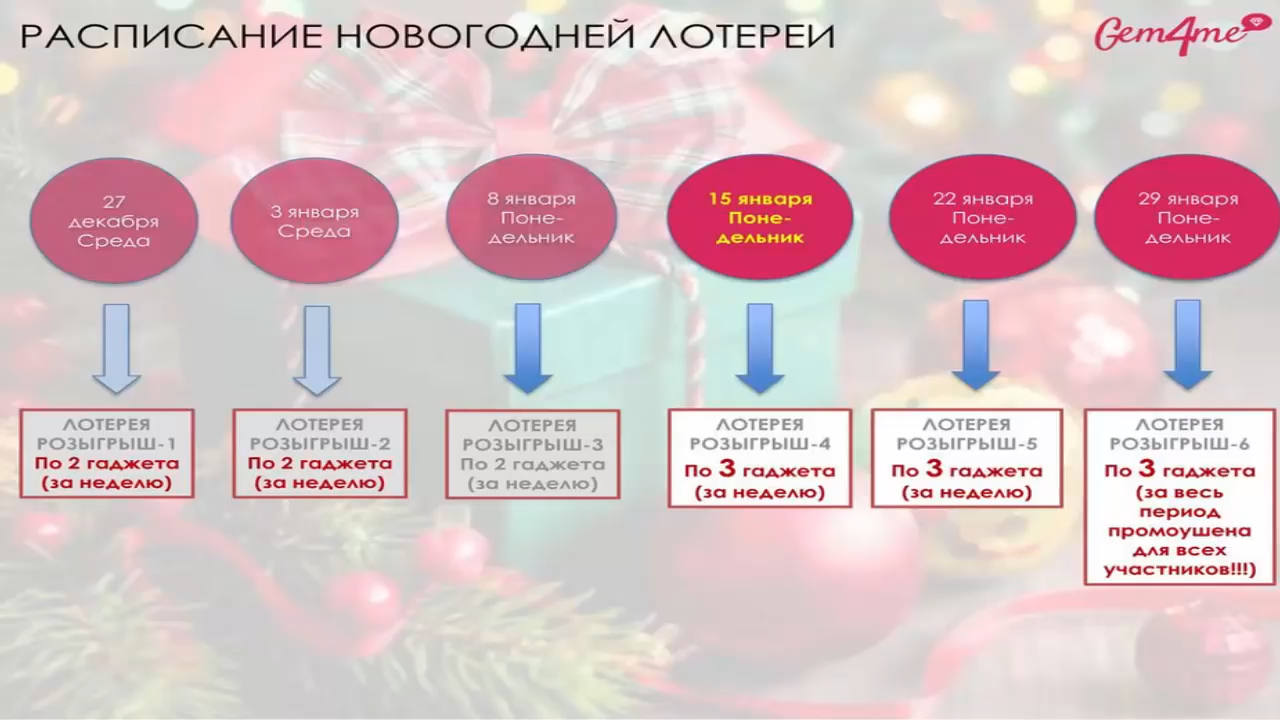 РАСПИСАНИЕ НОВОГОДНЕЙ ЛОТЕРЕИ
Gem4me
27
декабря
Среда
3 января
Среда
8 января
Поне-
дельник
15 января
Поне-
дельник
22 января
Поне-
дельник
29 января
Поне-
дельник
ЛОТЕРЕЯ
РОЗЫГРЫШ-1
По 2 гаджета
(за неделю)
ЛОТЕРЕЯ
РОЗЫГРЫШ-2
По 2 гаджета
(за неделю)
ЛОТЕРЕЯ
РОЗЫГРЫШ-3
По 2 гаджета
(за неделю)
ЛОТЕРЕЯ
РОЗЫГРЫШ-4
По 3 гаджета
(за неделю)
ЛОТЕРЕЯ
РОЗЫГРЫШ-5
По 3 гаджета
(за неделю)
ЛОТЕРЕЯ
РОЗЫГРЫШ-6
По 3 гаджета
(за весь
период
промоушена
для всех
участников!!!)